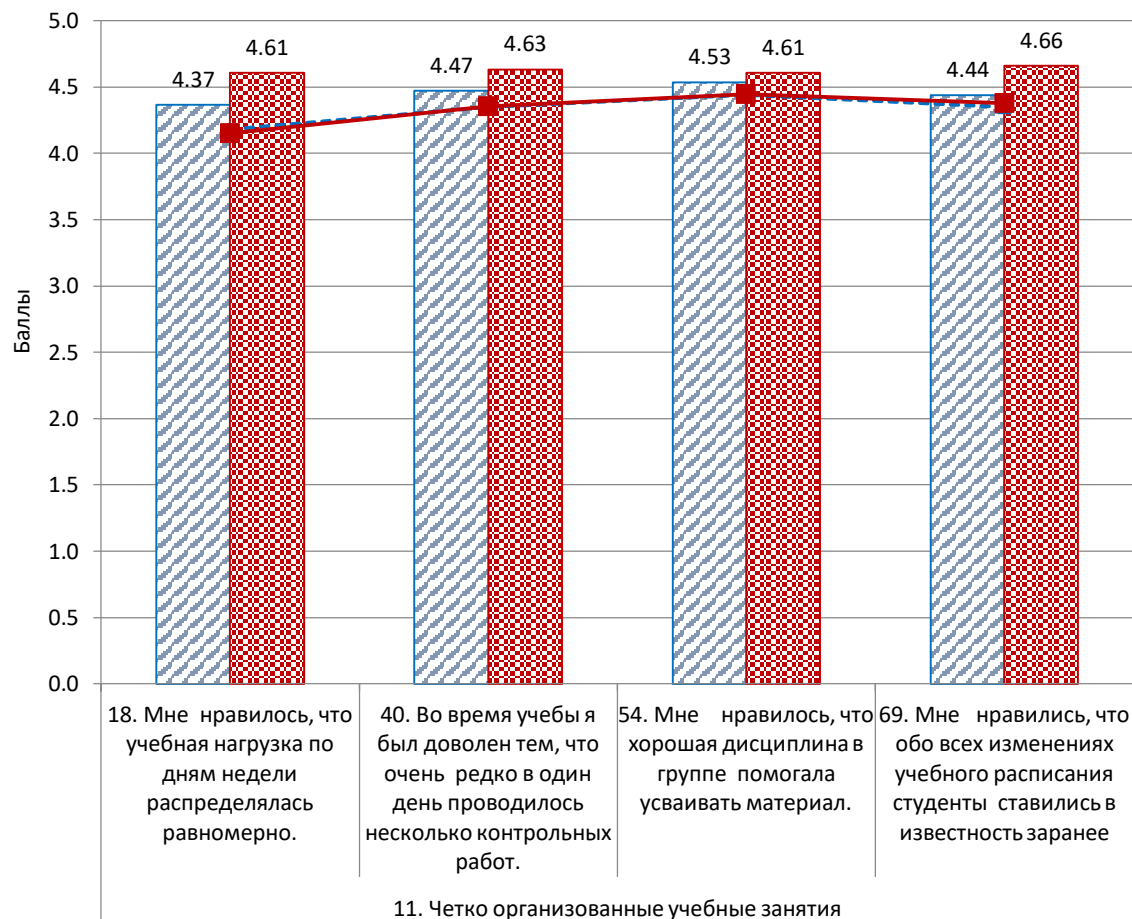 5.0
4.5
4.0
3.5
3.0
2.5
2.0
1.5
1.0
0.5
0.0
Баллы
4.37
4.61
4.47
4.63
4.53
4.61
4.44
4.66
18. Мне нравилось, что
учебная нагрузка по
дням недели
распределялась
равномерно.
40. Во время учебы я
был доволен тем, что
очень редко в один
день проводилось
несколько контрольных
работ.
54. Мне нравилось, что
хорошая дисциплина в
группе помогала
усваивать материал.
69. Мне нравились, что
обо всех изменениях
учебного расписания
студенты ставились в
известность заранее
11. Четко организованные учебные занятия